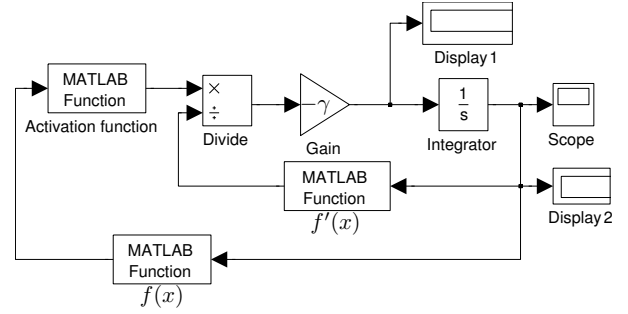 Display 1
MATLAB
Function
Activation function
×
÷
Divide
−γ
Gain
1
s
Integrator
Scope
MATLAB
Function
f′(x)
Display 2
MATLAB
Function
f(x)